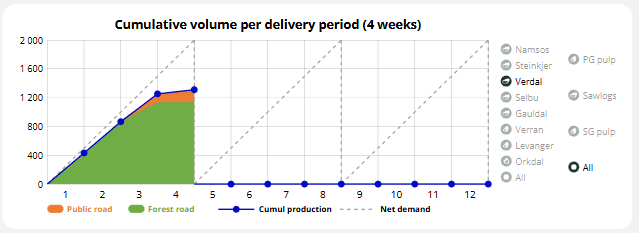 Cumulative volume per delivery period (4 weeks)
2 000
1 600
1 200
800
400
0
1 2 3 4 5 6 7 8 9 10 11 12
Public road Forest road Cumul production Net demand
Namsos
Steinkjer
Verdal
Selbu
Gauldal
Verran
Levanger
Orkdal
All
PG pulp
Sawlogs
SG pulp
All